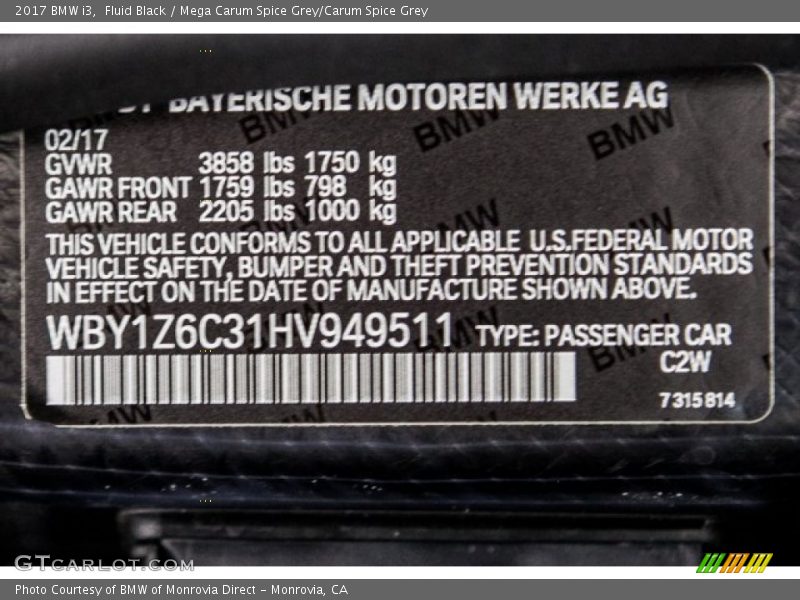 2017 BMW i3, Fluid Black / Mega Carum Spice Grey/Carum Spice Grey
BAYERISCHE MOTOREN WERKE AG
02/17
GVWR 3858 lbs 1750 kg
GAWR FRONT 1759 lbs 798 kg
GAWR REAR 2205 lbs 1000 kg
THIS VEHICLE CONFORMS TO ALL APPLICABLE U.S.FEDERAL MOTOR
VEHICLE SAFETY, BUMPER AND THEFT PREVENTION STANDARDS
IN EFFECT ON THE DATE OF MANUFACTURE SHOWN ABOVE.
WBY1Z6C31HV949511 TYPE: PASSENGER CAR
C2W
7315814
GTCARLOT.COM
Photo Courtesy of BMW of Monrovia Direct - Monrovia, CA